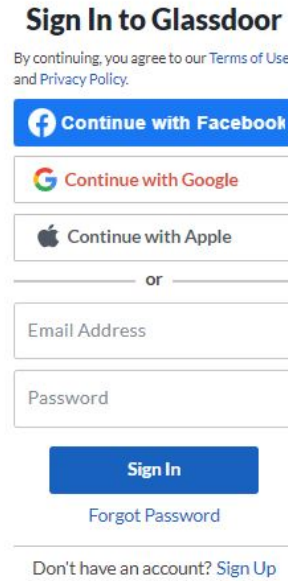 Sign In to Glassdoor
By continuing, you agree to our Terms of Use
and Privacy Policy.
Continue with Facebook
Continue with Google
Continue with Apple
or
Email Address
Password
Sign In
Forgot Password
Don't have an account? Sign Up